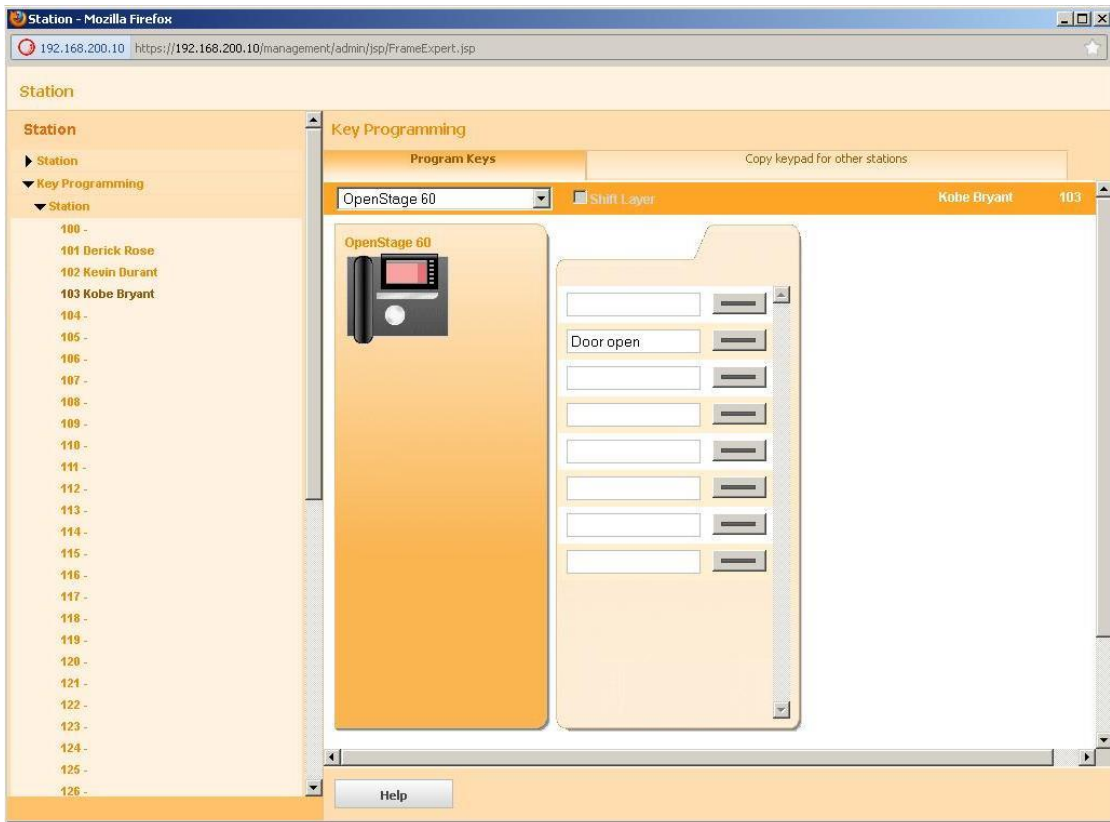 Station - Mozilla Firefox
192.168.200.10 https://192.168.200.10/management/admin/jsp/FrameExpert.jsp
Station
Station
Station
Key Programming
Station
100 -
101 Derick Rose
102 Kevin Durant
103 Kobe Bryant
104 -
105 -
106 -
107 -
108 -
109 -
110 -
111 -
112 -
113 -
114 -
115 -
116 -
117 -
118 -
119 -
120 -
121 -
122 -
123 -
124 -
125 -
126 -
Key Programming
Program Keys Copy keypad for other stations
OpenStage 60 Shift Layer Kobe Bryant 103
OpenStage 60
Door open
Help